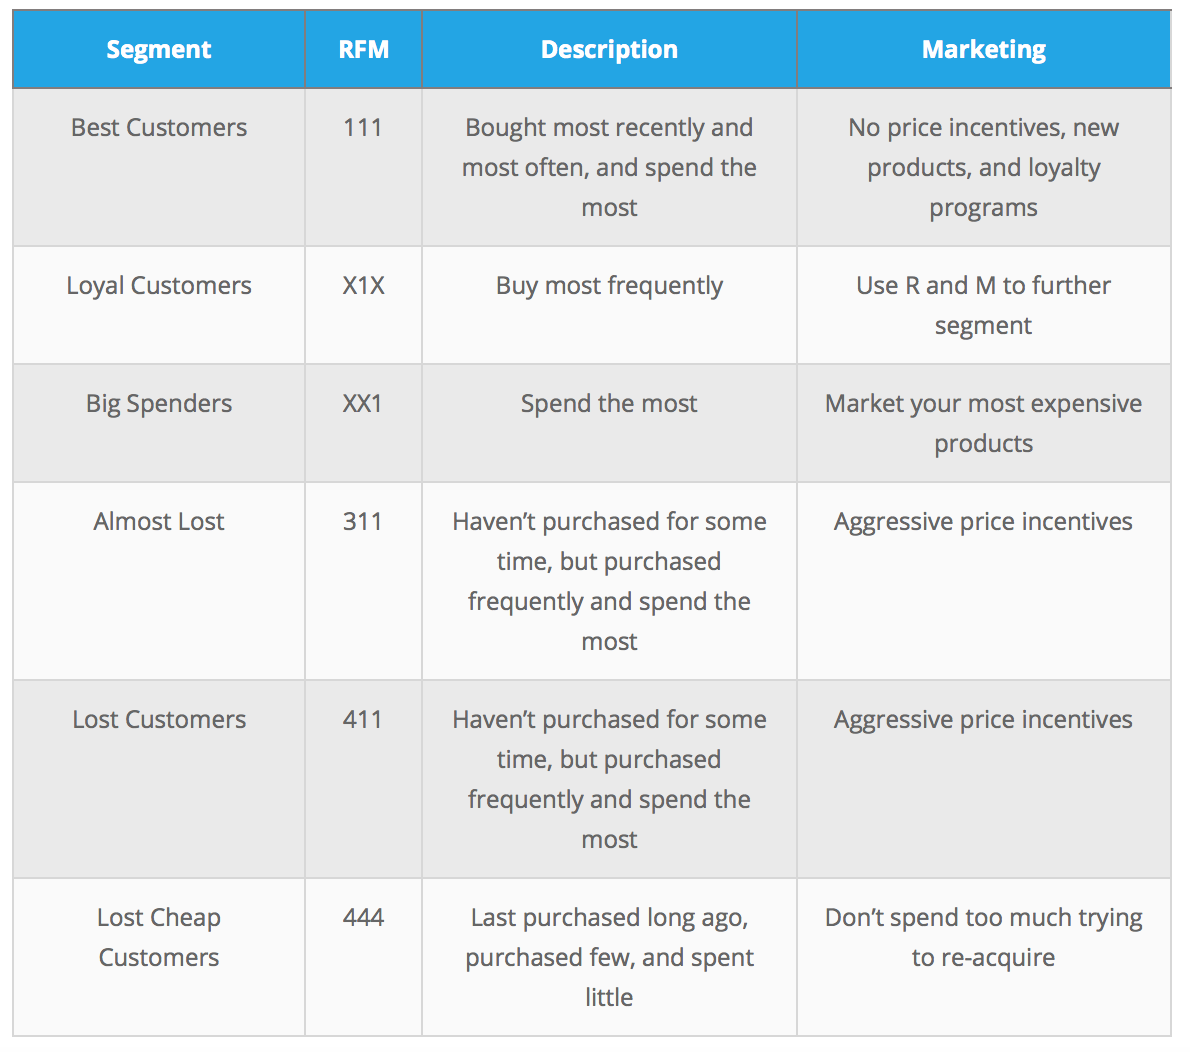 Segment RFM Description Marketing
Best Customers 111 Bought most recently and No price incentives, new
most often, and spend the products, and loyalty
most programs
Loyal Customers X1X Buy most frequently Use R and M to further
segment
Big Spenders XX1 Spend the most Market your most expensive
products
Almost Lost 311 Haven’t purchased for some Aggressive price incentives
time, but purchased
frequently and spend the
most
Lost Customers 411 Haven’t purchased for some Aggressive price incentives
time, but purchased
frequently and spend the
most
Lost Cheap 444 Last purchased long ago, Don’t spend too much trying
Customers purchased few, and spent to re-acquire
little